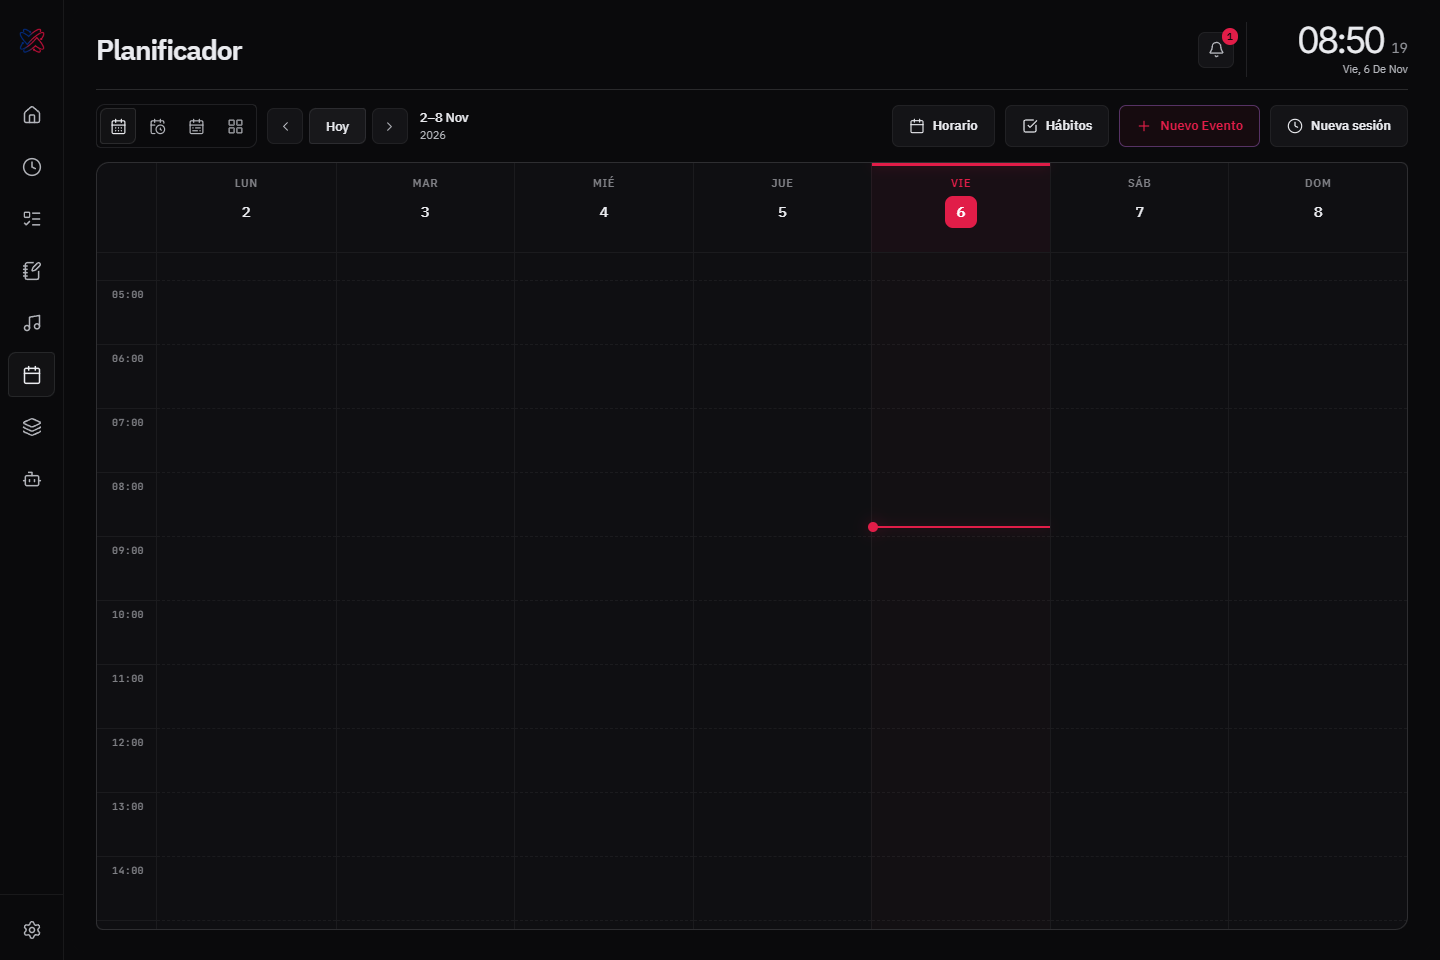 Planificador
1
08:50 19
Vie, 6 De Nov
Hoy
2–8 Nov
2026
Horario
Hábitos
Nuevo Evento
Nueva sesión
LUN MAR MIÉ JUE VIE SÁB DOM
2 3 4 5 6 7 8
05:00
06:00
07:00
08:00
09:00
10:00
11:00
12:00
13:00
14:00